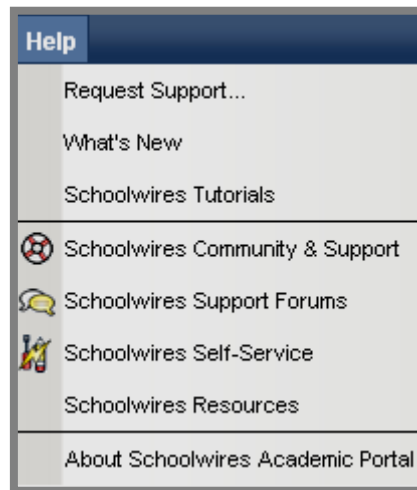 Help
Request Support...
What's New
Schoolwires Tutorials
Schoolwires Community & Support
Schoolwires Support Forums
Schoolwires Self-Service
Schoolwires Resources
About Schoolwires Academic Portal